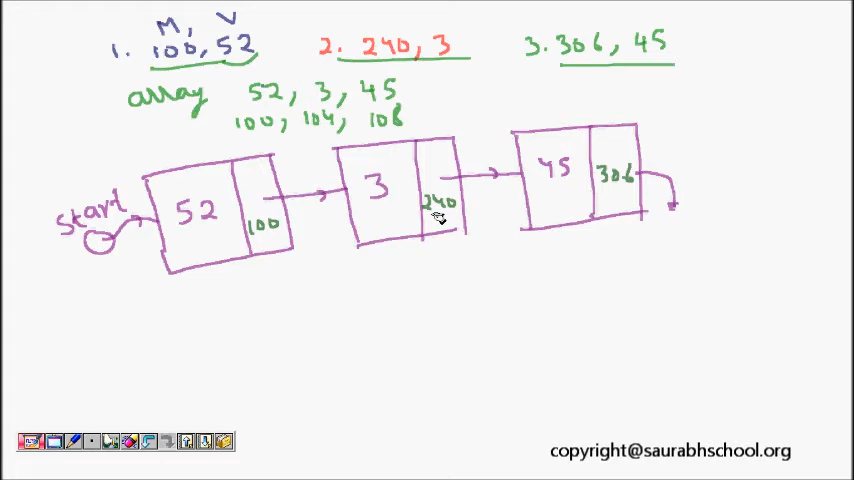 M, V
1. 100, 52 2. 240, 3 3. 306, 45
array 52, 3, 45
100, 104, 108
start 52 100 3 240 45 306
copyright@saurabhschool.org